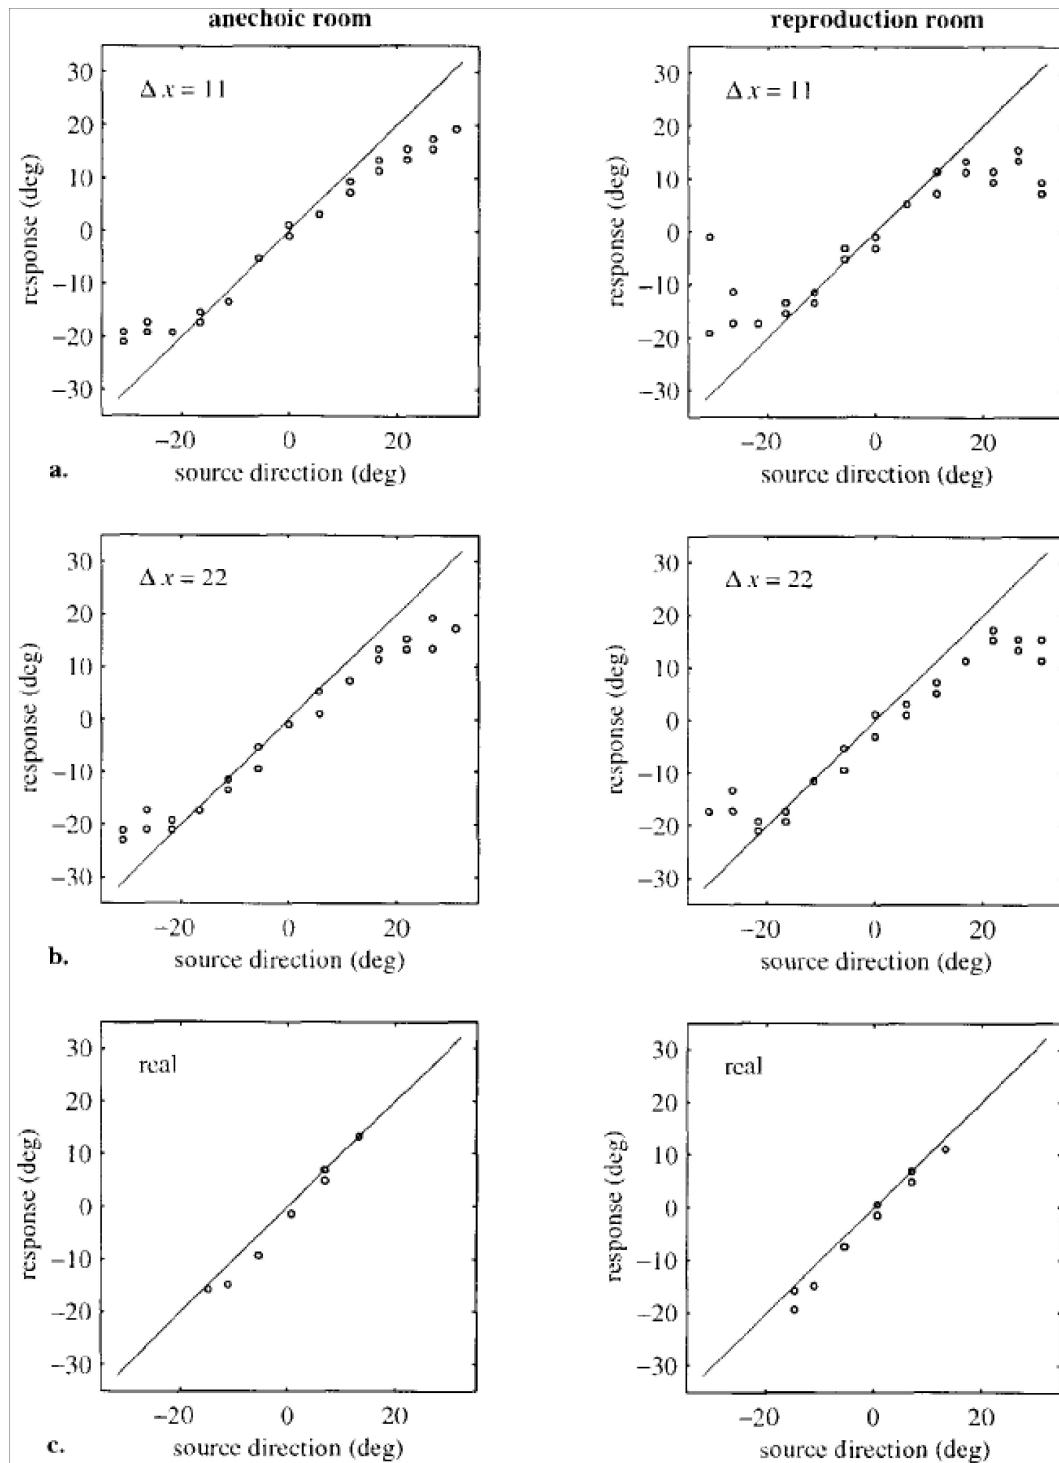 anechoic room
reproduction room
Δ x = 11
30
20
10
0
−10
−20
−30
response (deg)
−20
0
20
source direction (deg)
a.
Δ x = 11
30
20
10
0
−10
−20
−30
response (deg)
−20
0
20
source direction (deg)
Δ x = 22
30
20
10
0
−10
−20
−30
response (deg)
−20
0
20
source direction (deg)
b.
Δ x = 22
30
20
10
0
−10
−20
−30
response (deg)
−20
0
20
source direction (deg)
real
30
20
10
0
−10
−20
−30
response (deg)
−20
0
20
source direction (deg)
c.
real
30
20
10
0
−10
−20
−30
response (deg)
−20
0
20
source direction (deg)